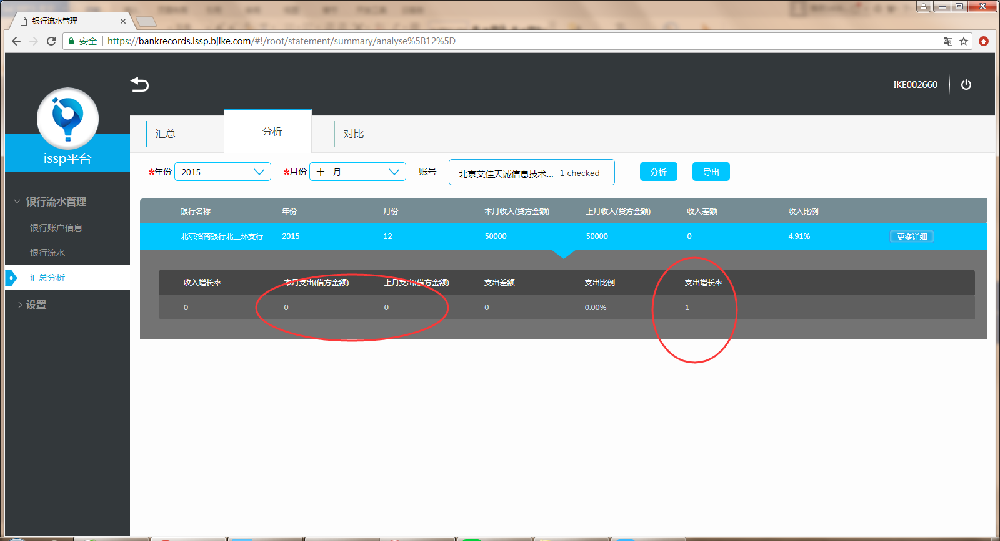 银行流水管理
安全 https://bankrecords.issp.bjike.com/#!/root/statement/summary/analyse%5B12%5D
IKE002660
issp平台
汇总 分析 对比
*年份 2015 *月份 十二月 账号 北京艾佳天诚信息技术... 1 checked 分析 导出
银行流水管理
银行账户信息
银行流水
汇总分析
设置
银行名称 年份 月份 本月收入(贷方金额) 上月收入(贷方金额) 收入差额 收入比例
北京招商银行北三环支行 2015 12 50000 50000 0 4.91% 更多详细
收入增长率 本月支出(借方金额) 上月支出(借方金额) 支出差额 支出比例 支出增长率
0 0 0 0 0.00% 1